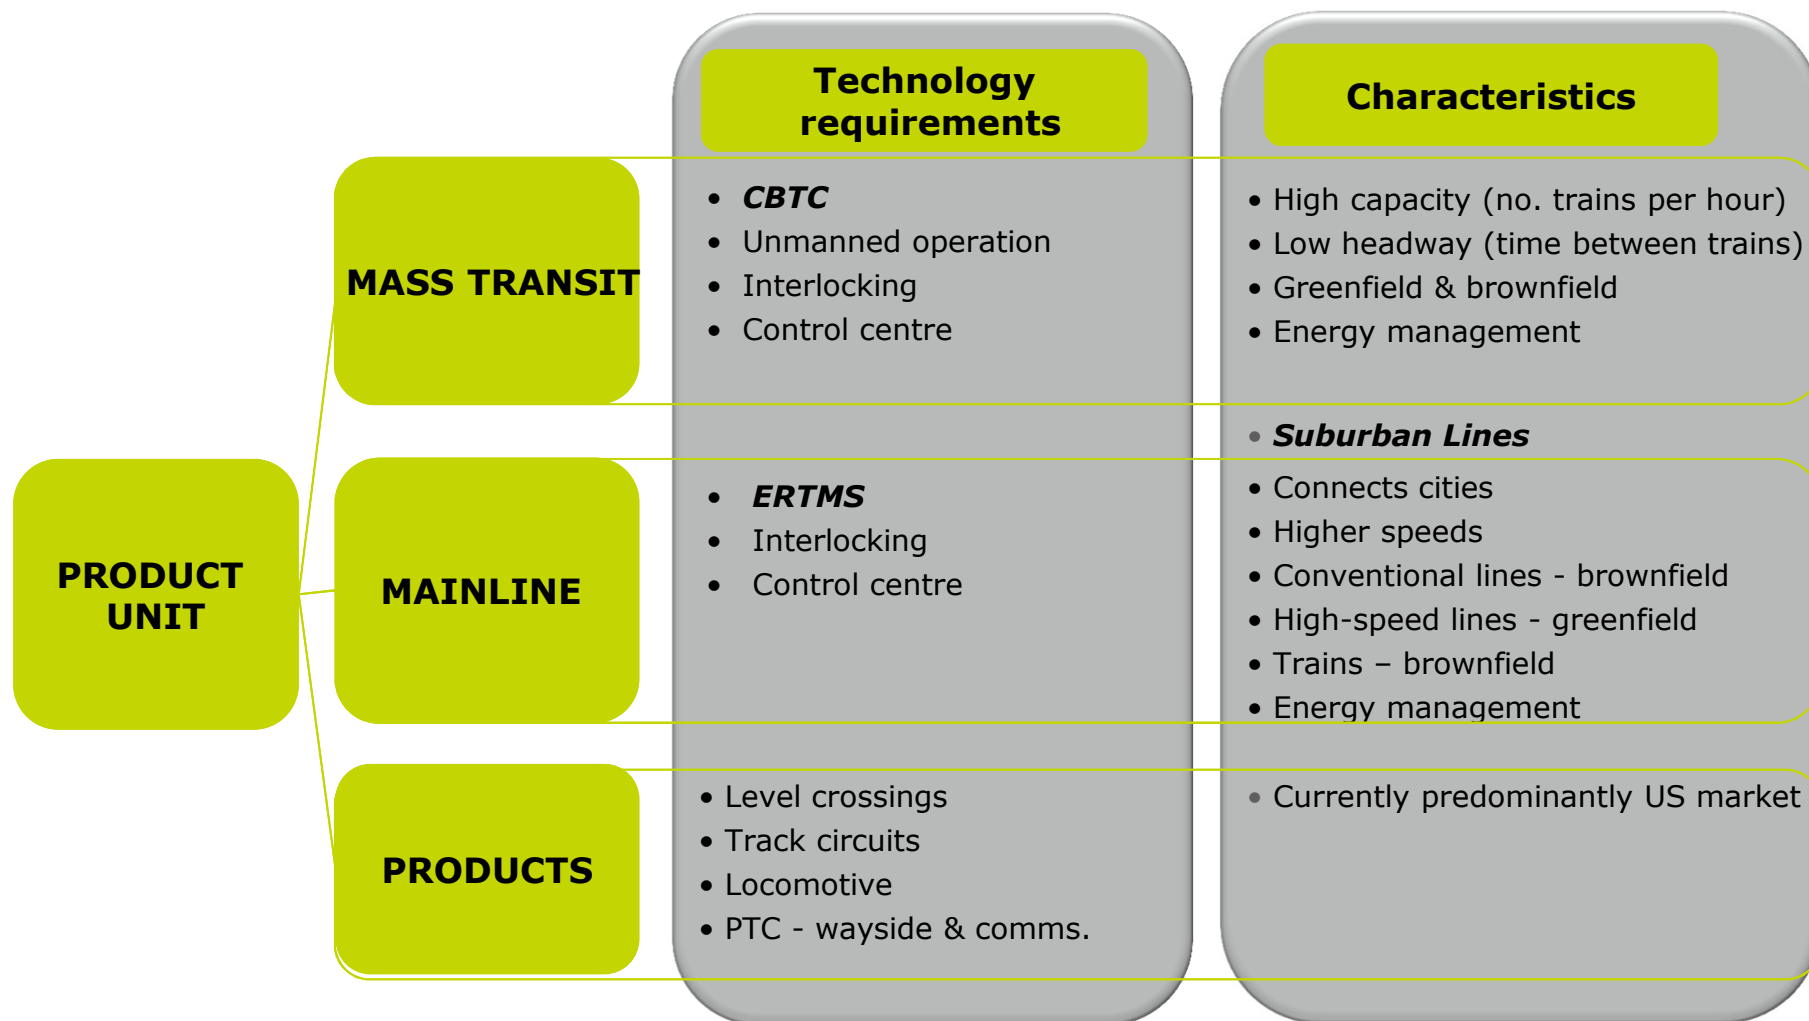 Technology
requirements
Characteristics
MASS TRANSIT
• CBTC
• Unmanned operation
• Interlocking
• Control centre
• High capacity (no. trains per hour)
• Low headway (time between trains)
• Greenfield & brownfield
• Energy management
• Suburban Lines
PRODUCT
UNIT
MAINLINE
• ERTMS
• Interlocking
• Control centre
• Connects cities
• Higher speeds
• Conventional lines - brownfield
• High-speed lines - greenfield
• Trains – brownfield
• Energy management
PRODUCTS
• Level crossings
• Track circuits
• Locomotive
• PTC - wayside & comms.
• Currently predominantly US market